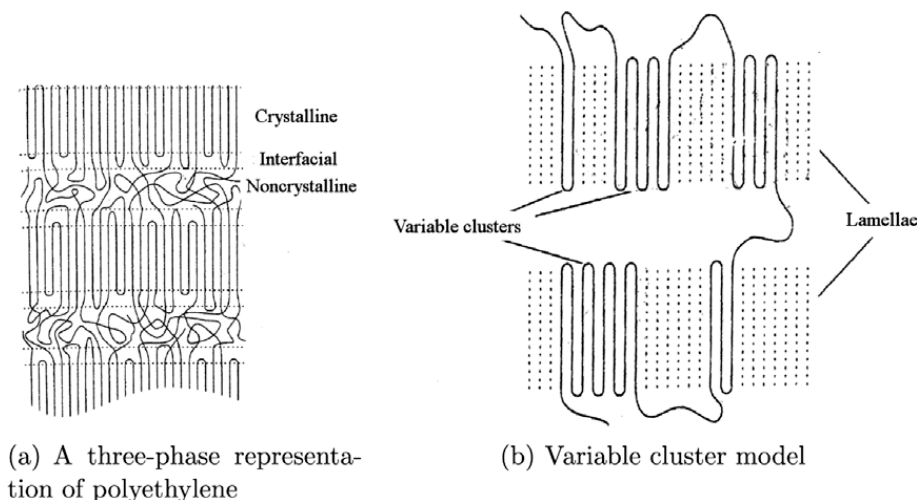 Crystalline
Interfacial
Noncrystalline
Variable clusters
Lamellae
(a) A three-phase representa-
tion of polyethylene
(b) Variable cluster model